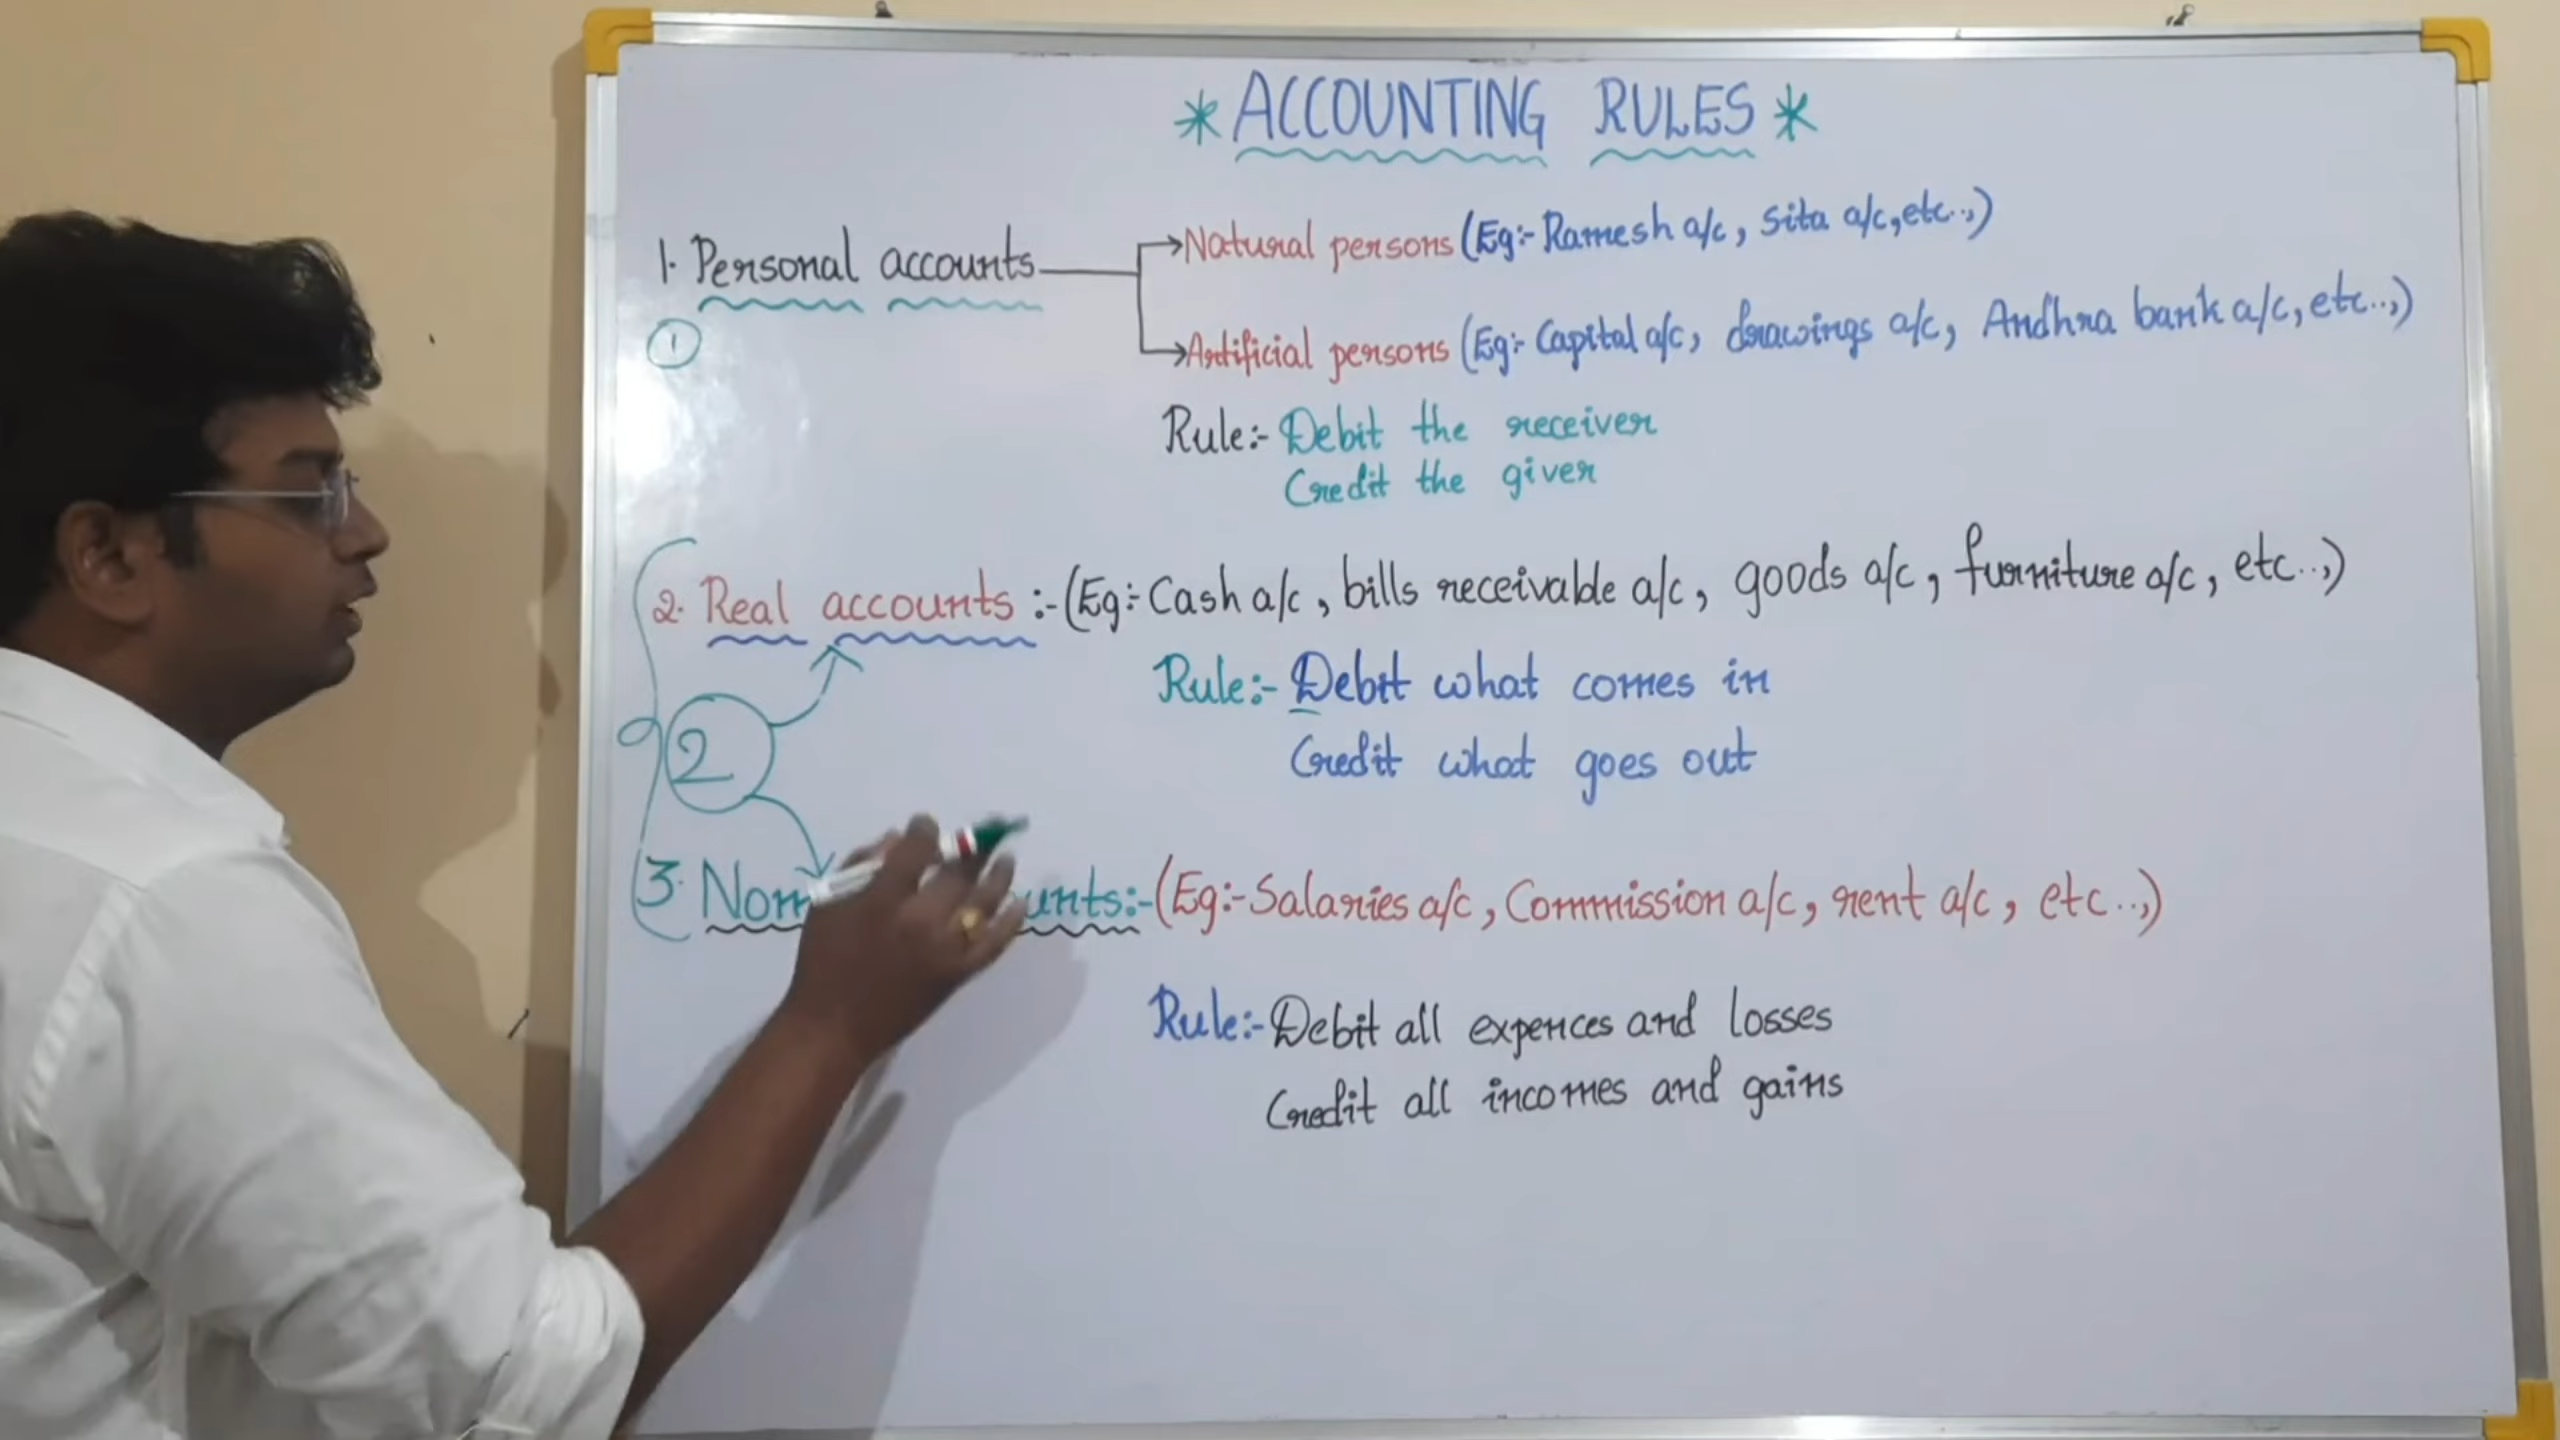 * ACCOUNTING RULES *
1. Personal accounts
→ Natural persons (Eg:- Ramesh a/c, Sita a/c, etc..,)
1
→ Artificial persons (Eg:- Capital a/c, drawings a/c, Andhra bank a/c, etc..,)
Rule:- Debit the receiver
Credit the giver
2. Real accounts :- (Eg:- Cash a/c, bills receivable a/c, goods a/c, furniture a/c, etc..,)
Rule:- Debit what comes in
2
Credit what goes out
3. (Eg:- Salaries a/c, Commission a/c, rent a/c, etc..,)
Rule:- Debit all expences and losses
Credit all incomes and gains